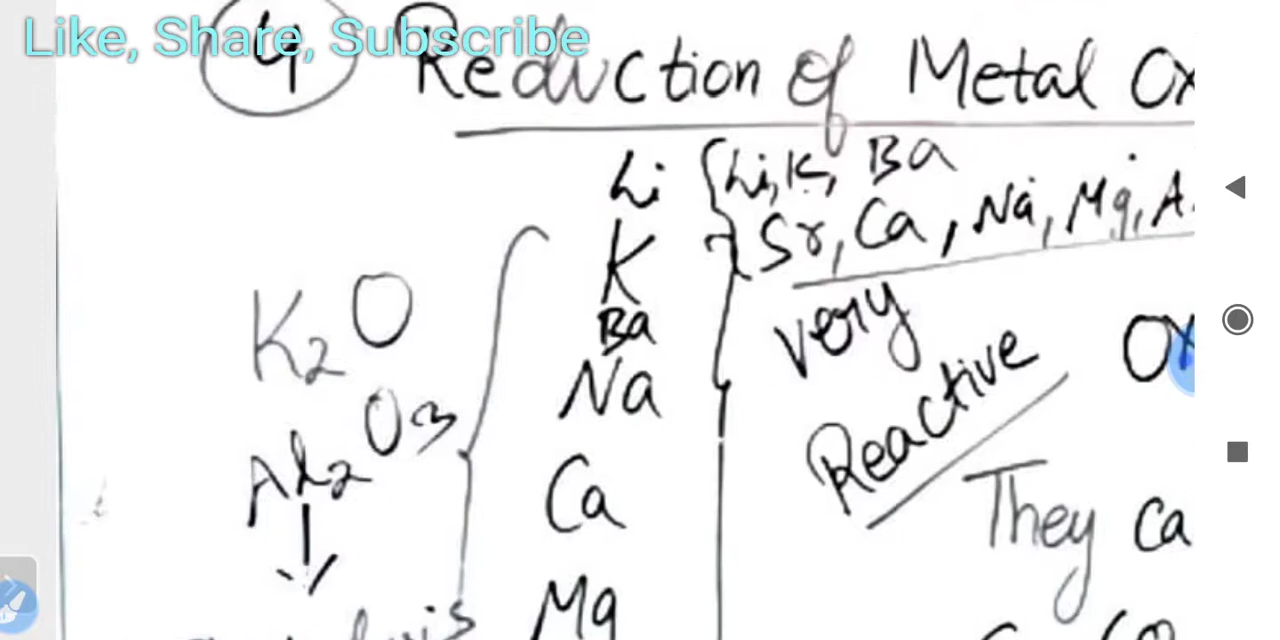 Like, Share, Subscribe
4 Reduction of Metal Ox
Li {Li, K, Ba
Sr, Ca, Na, Mg, A
K
K2O
Ba
very
Na
Reactive
Ox
Al2O3
Ca
They Ca
Mg